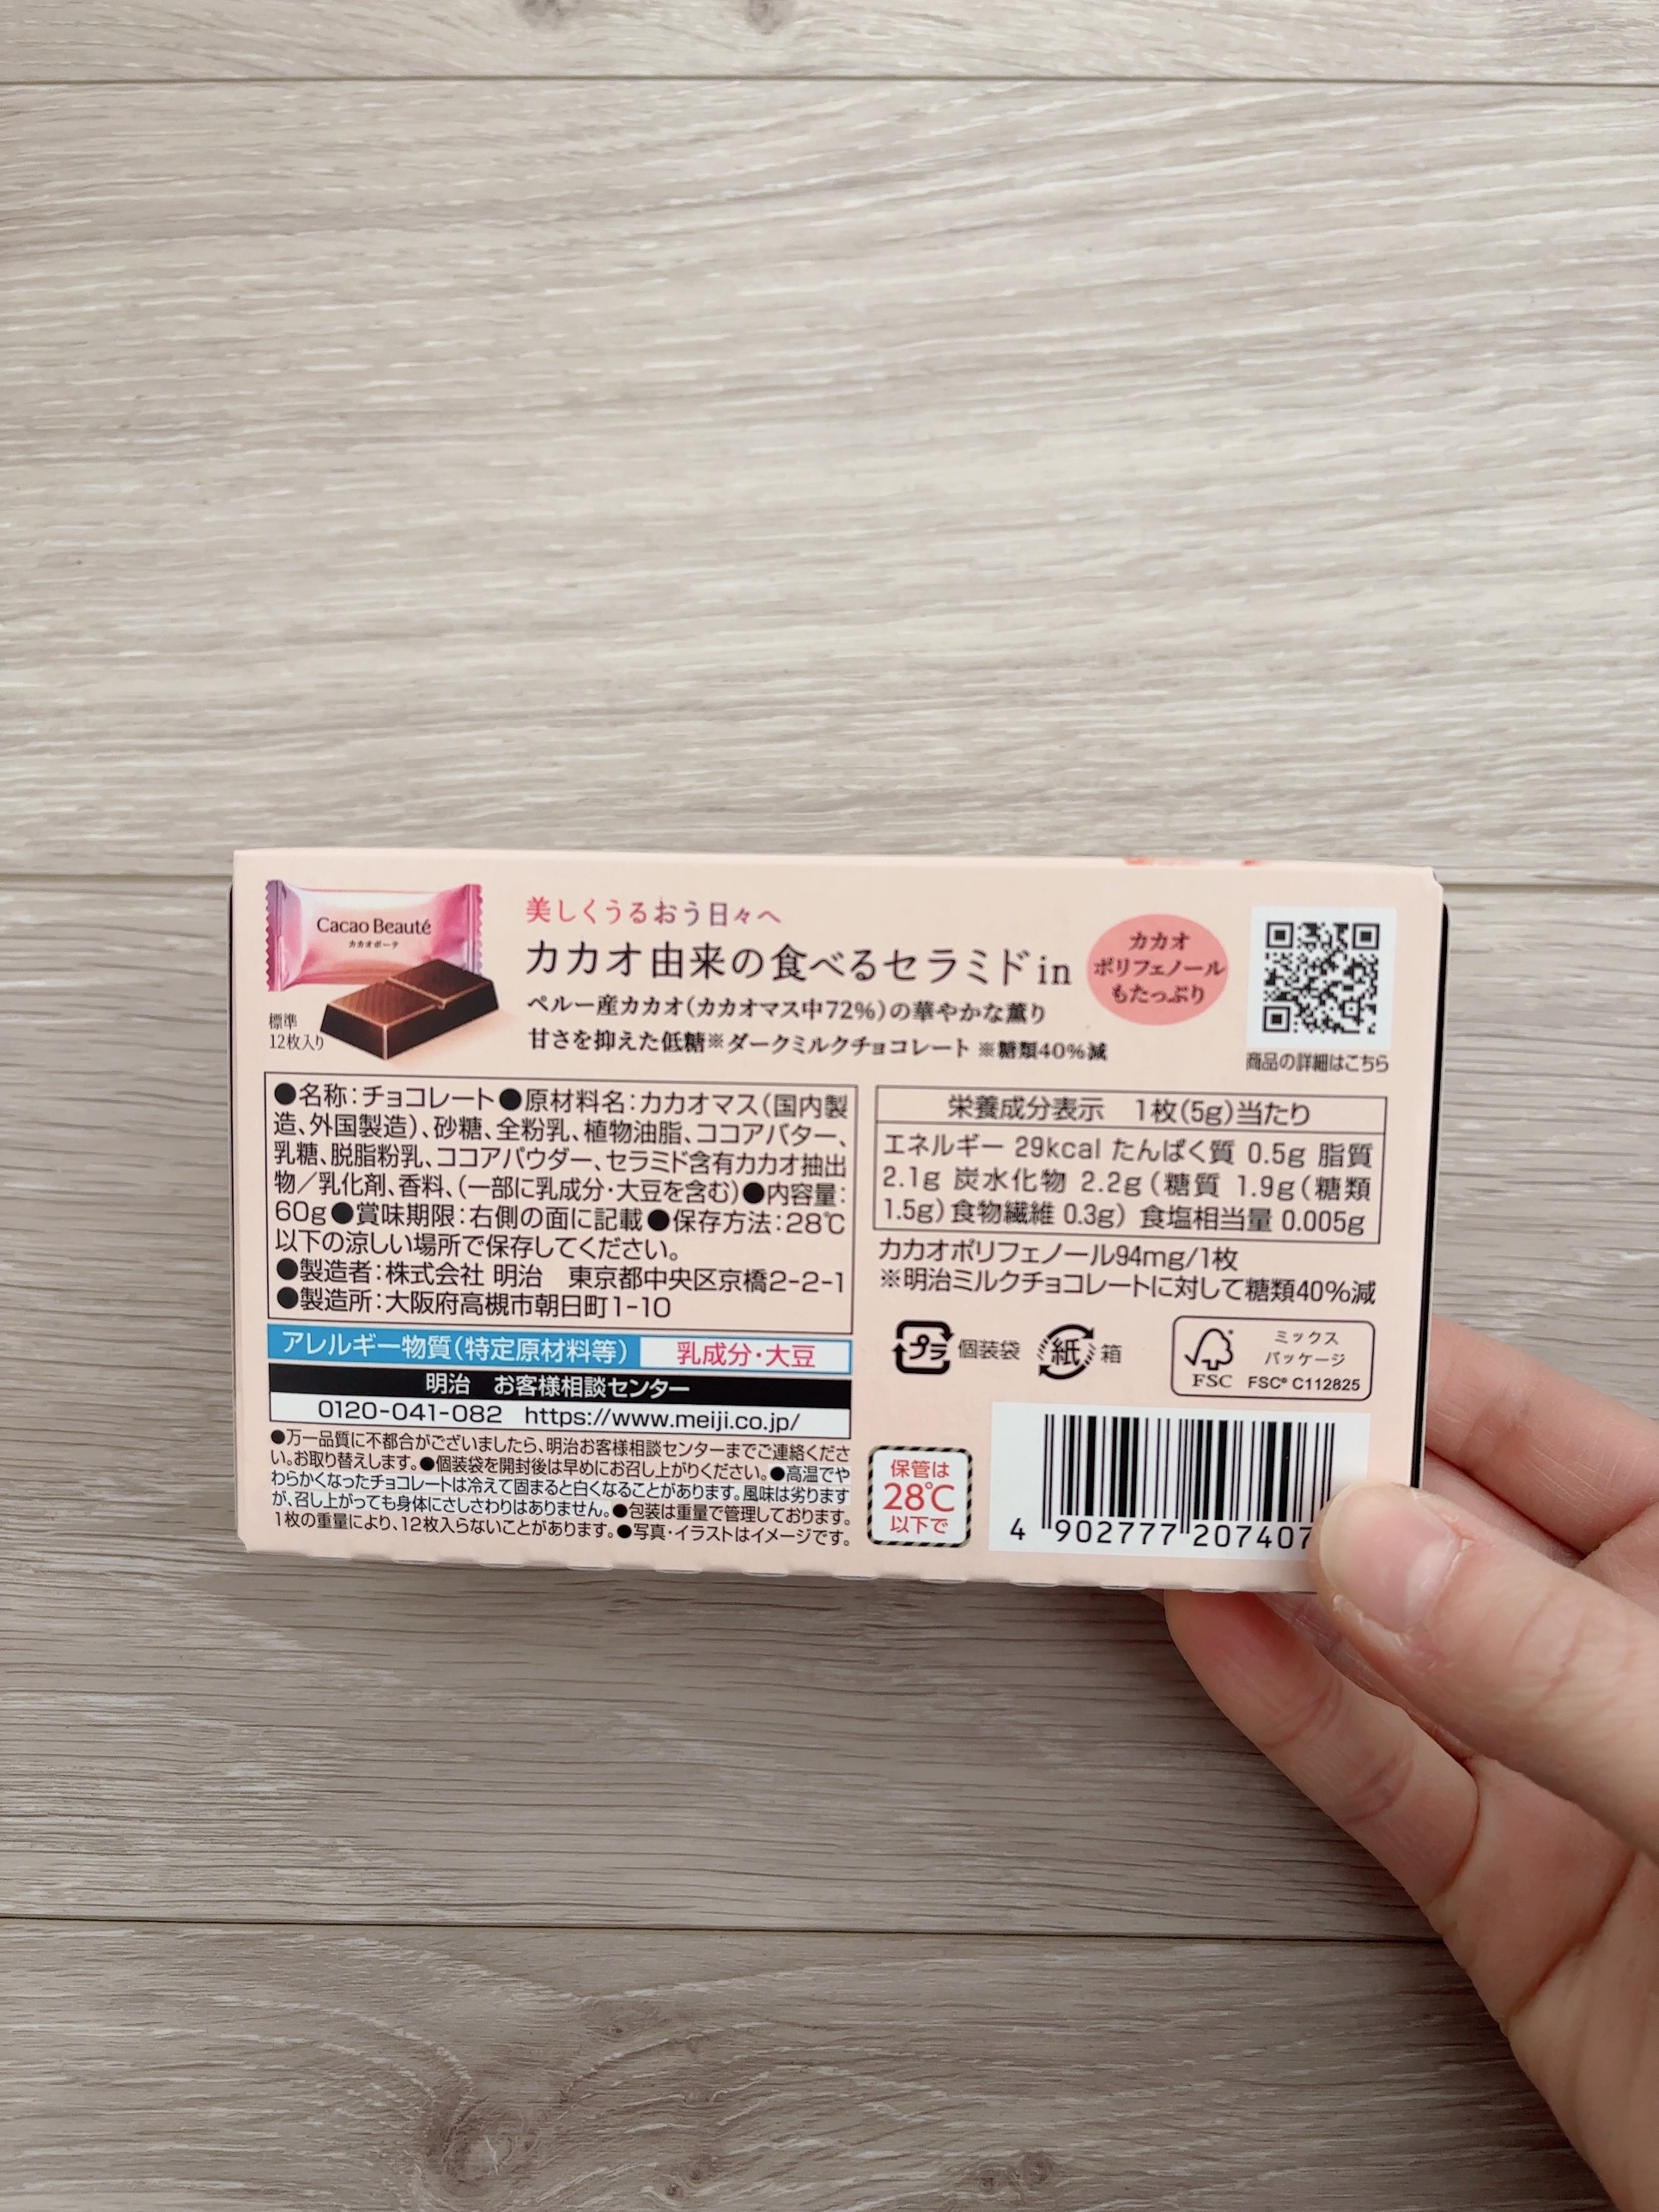 Cacao Beauté
カカオボーテ
標準
12枚入り
美しくうるおう日々へ
カカオ由来の食べるセラミドin
ペルー産カカオ(カカオマス中72%)の華やかな薫り
甘さを抑えた低糖※ダークミルクチョコレート ※糖類40%減
カカオ
ポリフェノール
もたっぷり
商品の詳細はこちら
●名称:チョコレート●原材料名:カカオマス(国内製
造、外国製造)、砂糖、全粉乳、植物油脂、ココアバター、
乳糖、脱脂粉乳、ココアパウダー、セラミド含有カカオ抽出
物/乳化剤、香料、(一部に乳成分・大豆を含む)●内容量:
60g●賞味期限:右側の面に記載●保存方法:28℃
以下の涼しい場所で保存してください。
●製造者:株式会社 明治 東京都中央区京橋2-2-1
●製造所:大阪府高槻市朝日町1-10
アレルギー物質(特定原材料等) 乳成分・大豆
明治 お客様相談センター
0120-041-082 https://www.meiji.co.jp/
●万一品質に不都合がございましたら、明治お客様相談センターまでご連絡くださ
い。お取り替えします。●個装袋を開封後は早めにお召し上がりください。●高温でや
わらかくなったチョコレートは冷えて固まると白くなることがあります。風味は劣ります
が、召し上がっても身体にさしさわりはありません。●包装は重量で管理しております。
1枚の重量により、12枚入らないことがあります。●写真・イラストはイメージです。
栄養成分表示 1枚(5g)当たり
エネルギー 29kcal たんぱく質 0.5g 脂質
2.1g 炭水化物 2.2g(糖質 1.9g(糖類
1.5g)食物繊維 0.3g) 食塩相当量 0.005g
カカオポリフェノール94mg/1枚
※明治ミルクチョコレートに対して糖類40%減
プラ 個装袋 紙 箱
FSC
ミックス
パッケージ
FSC® C112825
保管は
28℃
以下で
4 902777 207407